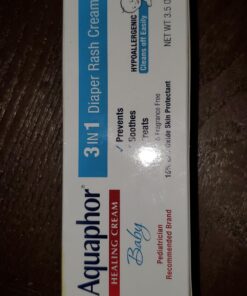 Aquaphor®
HEALING CREAM
Baby
Pediatrician
Recommended Brand
3 IN 1 Diaper Rash Cream
✓ Prevents
Soothes
Treats
& Fragrance Free
Oxide Skin Protectant
HYPOALLERGENIC
Cleans off Easily
NET WT. 3.5 O